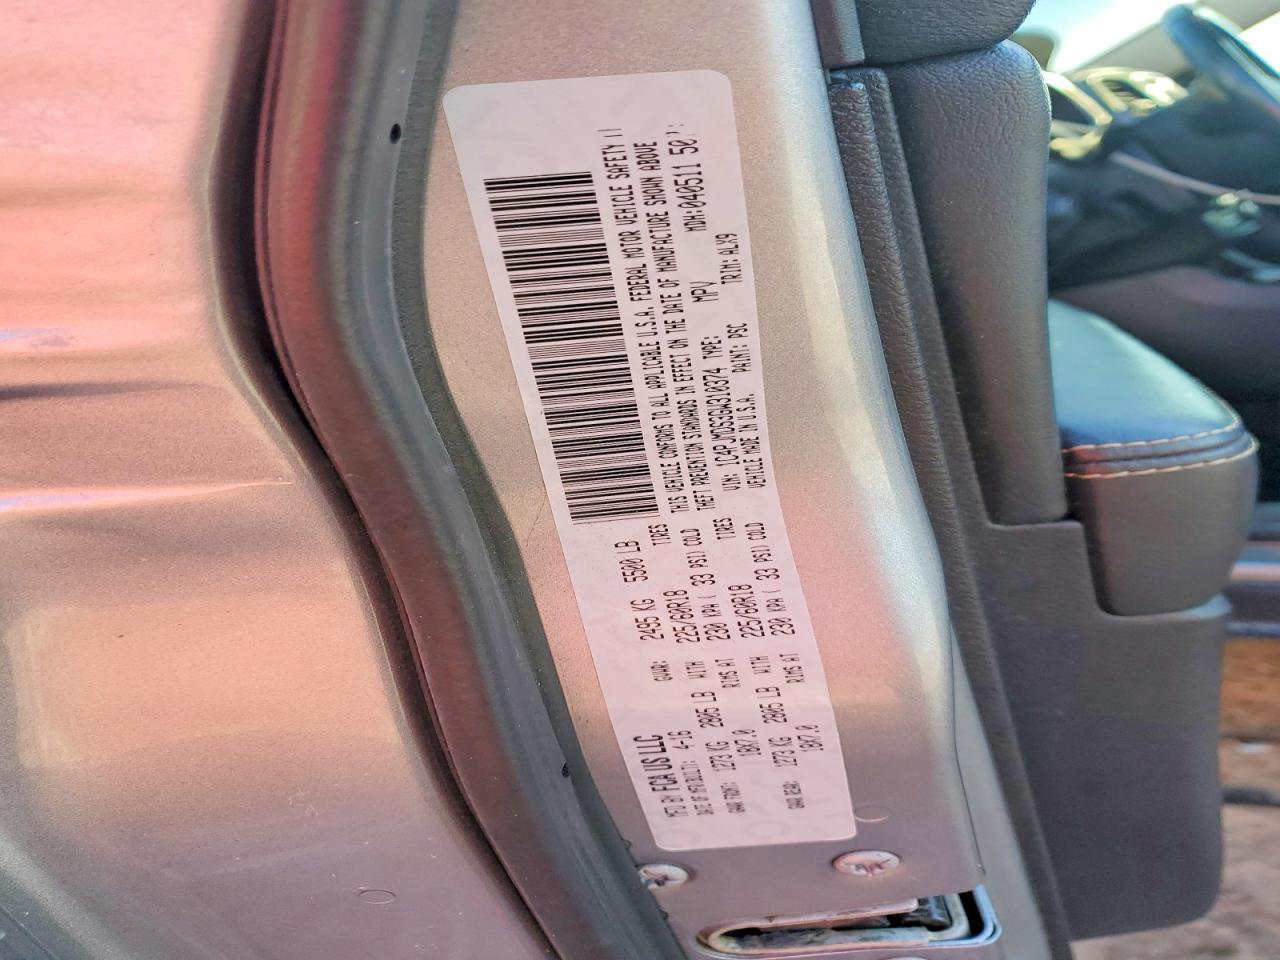 MFD BY FCA US LLC
DATE OF MFR/BUILT: 4-16 GVWR: 2495 KG 5500 LB
GAWR FRONT: 1273 KG 2805 LB WITH 225/60R18 TIRES
18X7.0 RIMS AT 230 KPA ( 33 PSI) COLD
GAWR REAR: 1273 KG 2805 LB WITH 225/60R18 TIRES
18X7.0 RIMS AT 230 KPA ( 33 PSI) COLD
THIS VEHICLE CONFORMS TO ALL APPLICABLE U.S.A. FEDERAL MOTOR VEHICLE SAFETY
THEFT PREVENTION STANDARDS IN EFFECT ON THE DATE OF MANUFACTURE SHOWN ABOVE
VIN: 1C4PJMDS3GW310374 TYPE: MPV MDH: 040511 50
VEHICLE MADE IN U.S.A. PAINT: PSC TRIM: ALX9